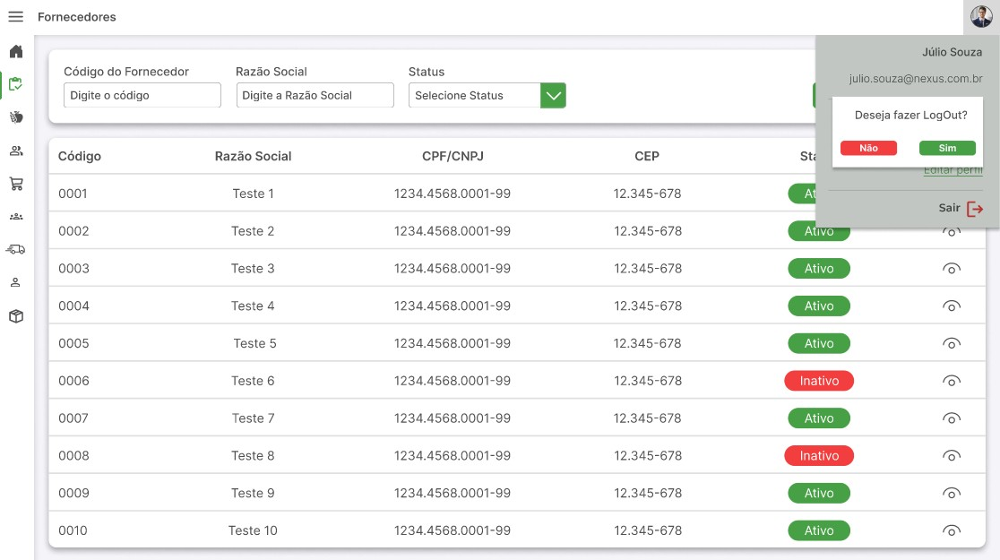 Fornecedores
Júlio Souza
julio.souza@nexus.com.br
Deseja fazer LogOut?
Não Sim
Editar perfil
Sair
Código do Fornecedor Razão Social Status
Digite o código Digite a Razão Social Selecione Status
Código Razão Social CPF/CNPJ CEP
0001 Teste 1 1234.4568.0001-99 12.345-678
0002 Teste 2 1234.4568.0001-99 12.345-678 Ativo
0003 Teste 3 1234.4568.0001-99 12.345-678 Ativo
0004 Teste 4 1234.4568.0001-99 12.345-678 Ativo
0005 Teste 5 1234.4568.0001-99 12.345-678 Ativo
0006 Teste 6 1234.4568.0001-99 12.345-678 Inativo
0007 Teste 7 1234.4568.0001-99 12.345-678 Ativo
0008 Teste 8 1234.4568.0001-99 12.345-678 Inativo
0009 Teste 9 1234.4568.0001-99 12.345-678 Ativo
0010 Teste 10 1234.4568.0001-99 12.345-678 Ativo